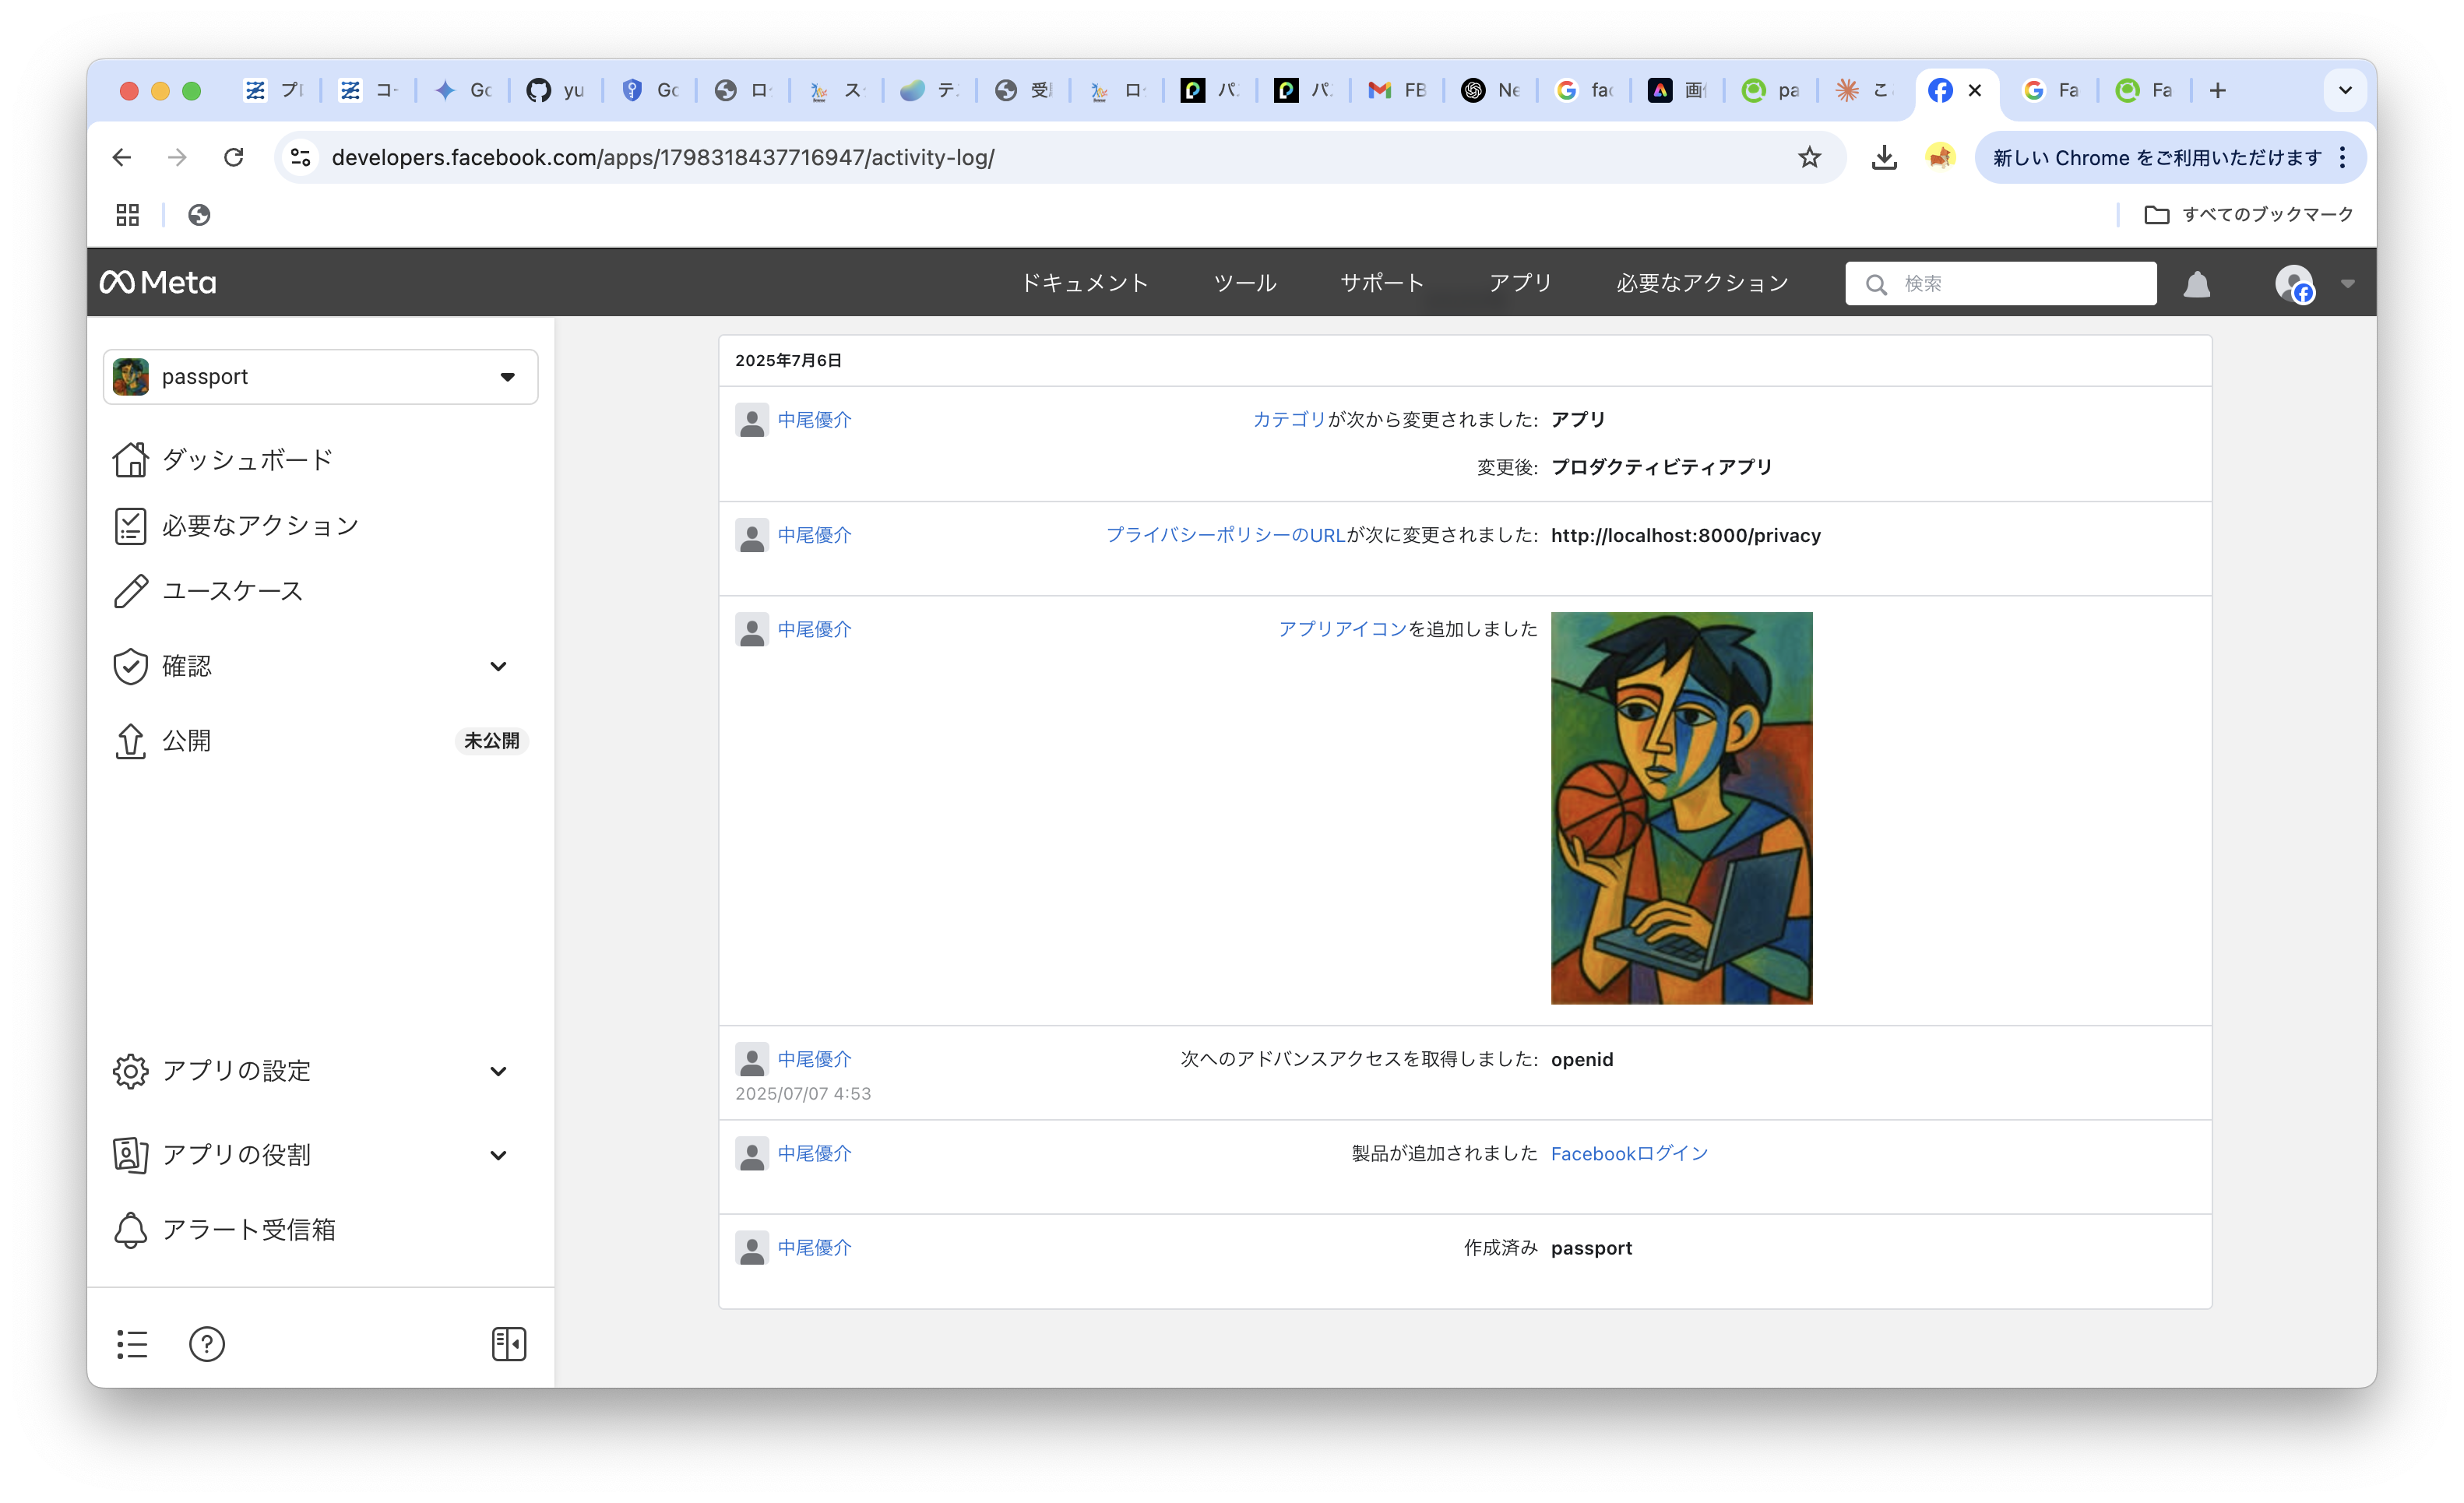 Go
yu
Go
FB
Ne
fac
pa
Fa
Fa
developers.facebook.com/apps/1798318437716947/activity-log/
新しい Chrome をご利用いただけます
すべてのブックマーク
Meta
ドキュメント
ツール
サポート
アプリ
必要なアクション
検索
passport
ダッシュボード
必要なアクション
ユースケース
確認
公開
未公開
アプリの設定
アプリの役割
アラート受信箱
2025年7月6日
中尾優介
カテゴリが次から変更されました: アプリ
変更後: プロダクティビティアプリ
中尾優介
プライバシーポリシーのURLが次に変更されました: http://localhost:8000/privacy
中尾優介
アプリアイコンを追加しました
中尾優介
次へのアドバンスアクセスを取得しました: openid
2025/07/07 4:53
中尾優介
製品が追加されました Facebookログイン
中尾優介
作成済み passport